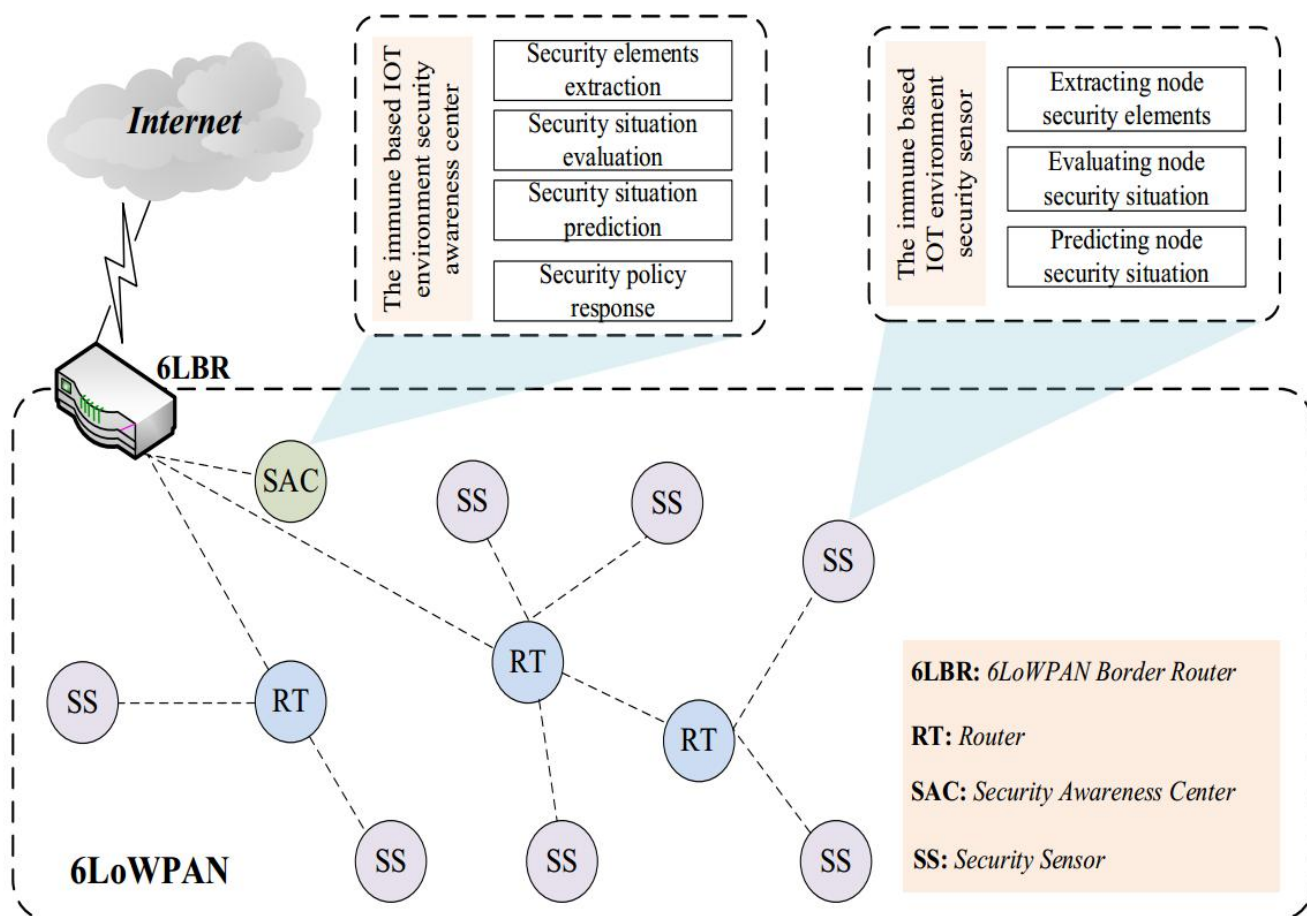 Internet
The immune based IOT
environment security
awareness center
Security elements
extraction
Security situation
evaluation
Security situation
prediction
Security policy
response
The immune based
IOT environment
security sensor
Extracting node
security elements
Evaluating node
security situation
Predicting node
security situation
6LBR
SAC
SS
SS
SS
RT
SS
RT
RT
SS
SS
SS
6LoWPAN
6LBR: 6LoWPAN Border Router
RT: Router
SAC: Security Awareness Center
SS: Security Sensor